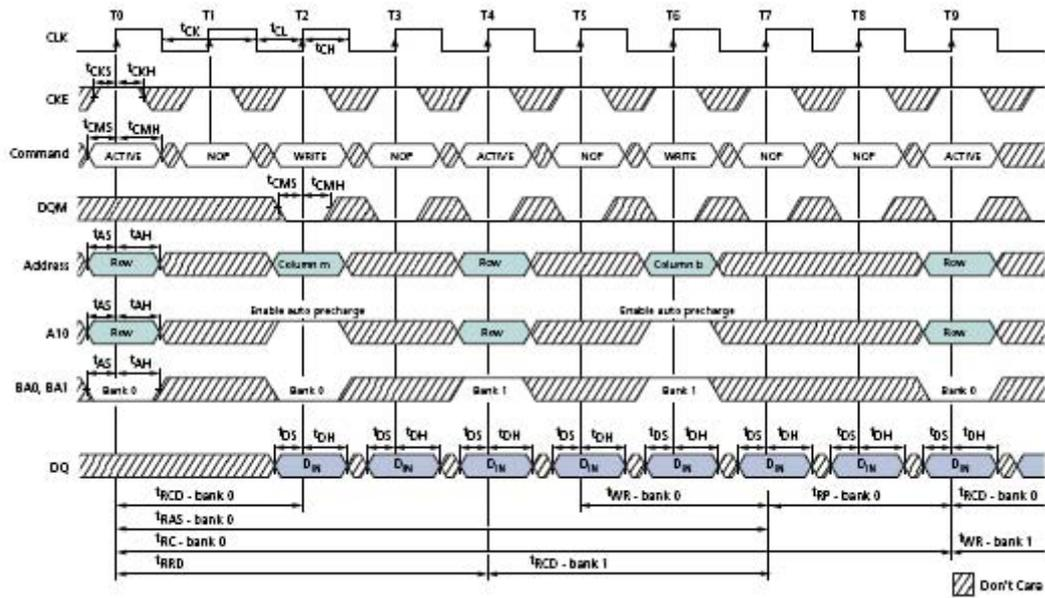 T0 T1 T2 T3 T4 T5 T6 T7 T8 T9
CLK tCK tCL tCH
tCKS tCKH
CKE
tCMS tCMH
Command ACTIVE NOP WRITE NOP ACTIVE NOP WRITE NOP NOP ACTIVE
tCMS tCMH
DQM
tAS tAH
Address Row Column m Row Column b Row
tAS tAH Enable auto precharge Enable auto precharge
A10 Row Row Row
tAS tAH
BA0, BA1 Bank 0 Bank 0 Bank 1 Bank 1 Bank 0
tDS tDH tDS tDH tDS tDH tDS tDH tDS tDH tDS tDH tDS tDH tDS tDH
DQ DIN DIN DIN DIN DIN DIN DIN DIN
tRCD - bank 0 tWR - bank 0 tRP - bank 0 tRCD - bank 0
tRAS - bank 0
tRC - bank 0 tWR - bank 1
tRRD tRCD - bank 1
Don't Care